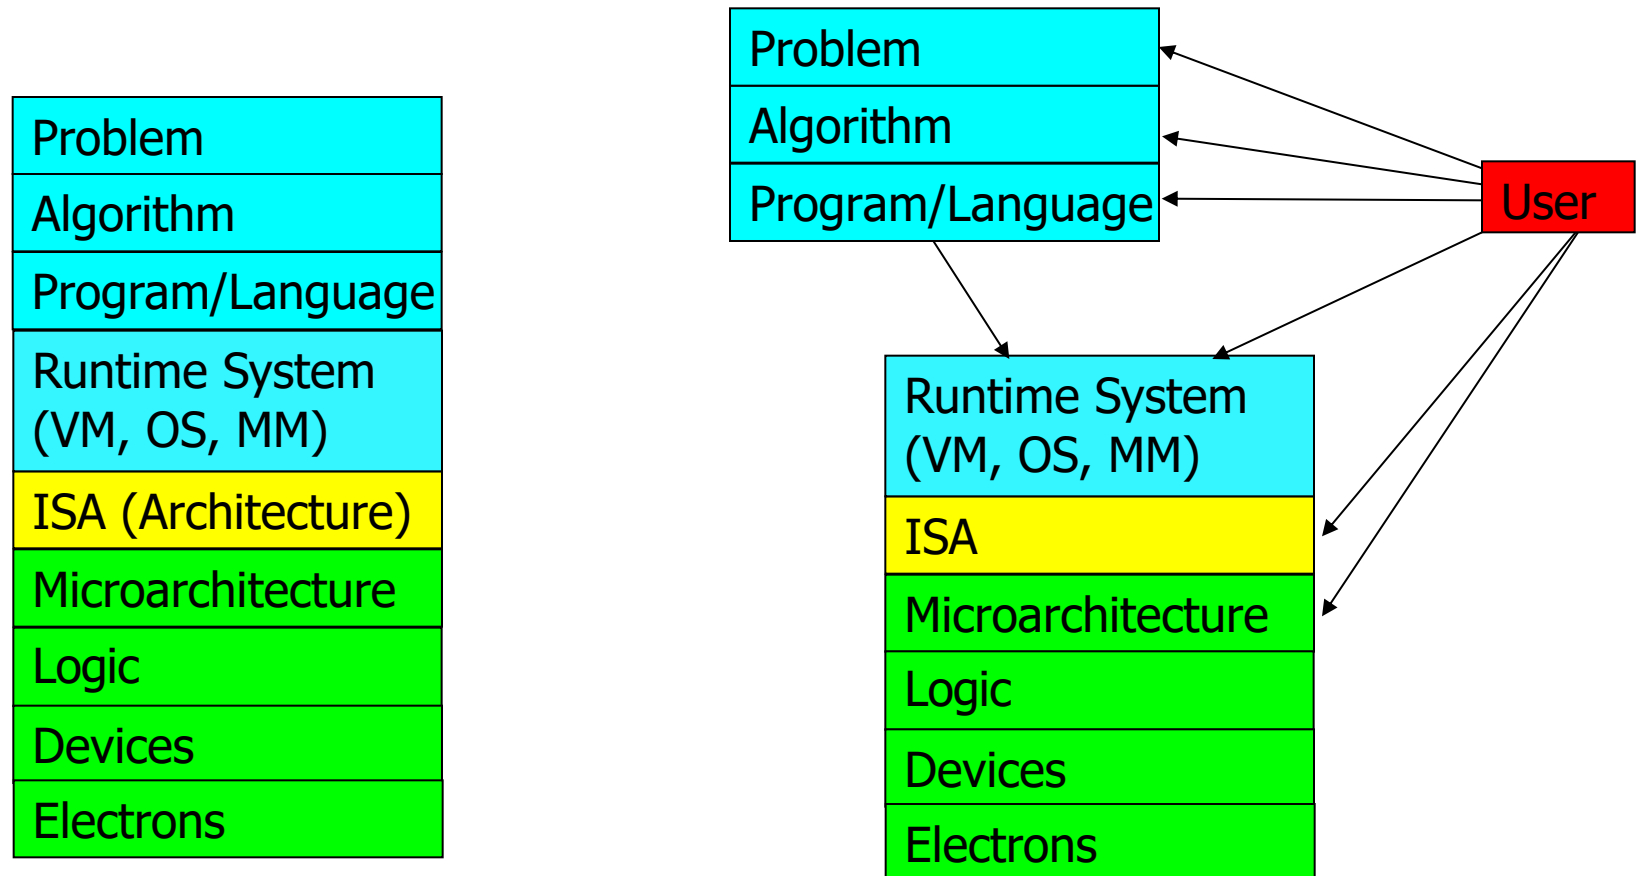 Problem
Algorithm
Program/Language
Runtime System
(VM, OS, MM)
ISA (Architecture)
Microarchitecture
Logic
Devices
Electrons
Problem
Algorithm
Program/Language
User
Runtime System
(VM, OS, MM)
ISA
Microarchitecture
Logic
Devices
Electrons